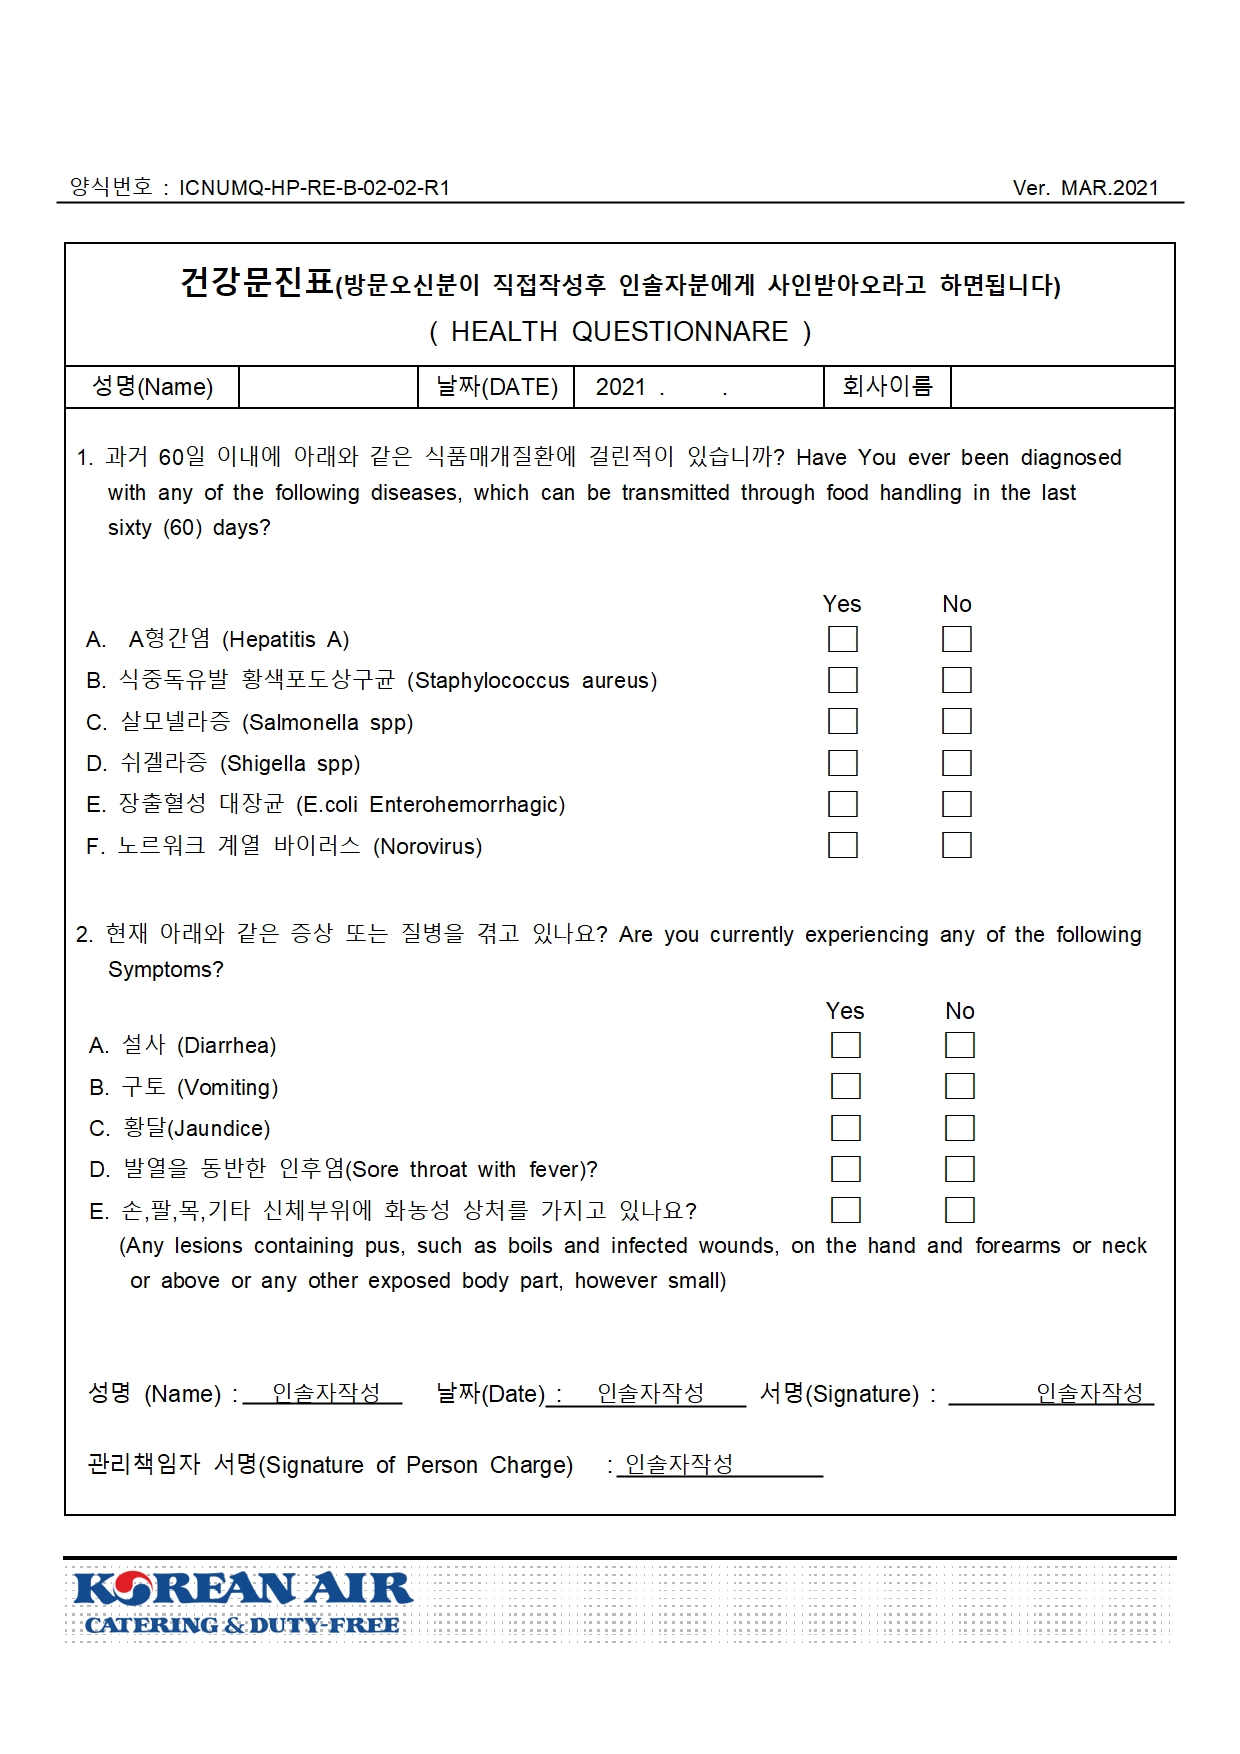 양식번호 : ICNUMQ-HP-RE-B-02-02-R1 Ver. MAR.2021
건강문진표(방문오신분이 직접작성후 인솔자분에게 사인받아오라고 하면됩니다)
( HEALTH QUESTIONNARE )
성명(Name) 날짜(DATE) 2021 . . 회사이름
1. 과거 60일 이내에 아래와 같은 식품매개질환에 걸린적이 있습니까? Have You ever been diagnosed
with any of the following diseases, which can be transmitted through food handling in the last
sixty (60) days?
Yes No
A. A형간염 (Hepatitis A)
B. 식중독유발 황색포도상구균 (Staphylococcus aureus)
C. 살모넬라증 (Salmonella spp)
D. 쉬겔라증 (Shigella spp)
E. 장출혈성 대장균 (E.coli Enterohemorrhagic)
F. 노르워크 계열 바이러스 (Norovirus)
2. 현재 아래와 같은 증상 또는 질병을 겪고 있나요? Are you currently experiencing any of the following
Symptoms?
Yes No
A. 설사 (Diarrhea)
B. 구토 (Vomiting)
C. 황달(Jaundice)
D. 발열을 동반한 인후염(Sore throat with fever)?
E. 손,팔,목,기타 신체부위에 화농성 상처를 가지고 있나요?
(Any lesions containing pus, such as boils and infected wounds, on the hand and forearms or neck
or above or any other exposed body part, however small)
성명 (Name) : 인솔자작성 날짜(Date) : 인솔자작성 서명(Signature) : 인솔자작성
관리책임자 서명(Signature of Person Charge) : 인솔자작성
KOREAN AIR
CATERING & DUTY-FREE